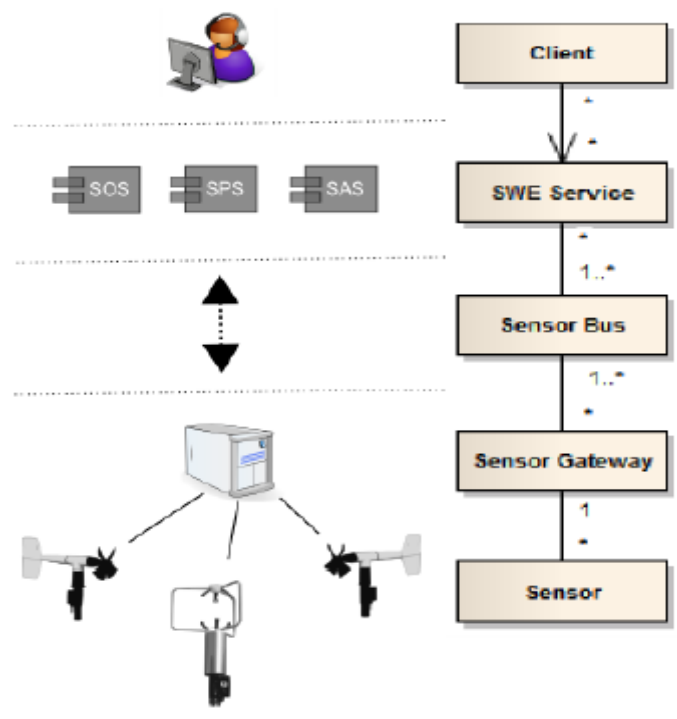 Client
*
*
SOS SPS SAS
SWE Service
*
1..*
Sensor Bus
1..*
*
Sensor Gateway
1
*
Sensor